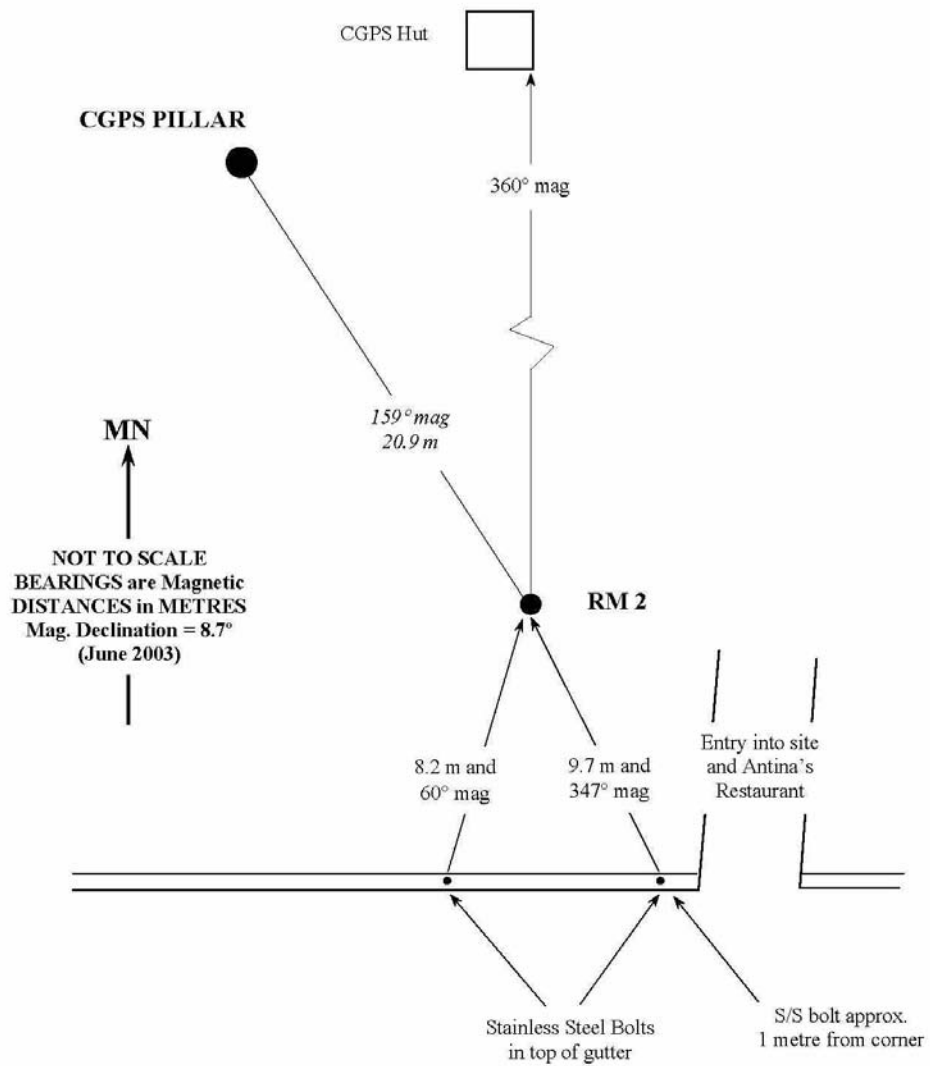 CGPS Hut
CGPS PILLAR
360° mag
159° mag
20.9 m
MN
NOT TO SCALE
BEARINGS are Magnetic
DISTANCES in METRES
Mag. Declination = 8.7º
(June 2003)
RM 2
8.2 m and
60° mag
9.7 m and
347° mag
Entry into site
and Antina's
Restaurant
Stainless Steel Bolts
in top of gutter
S/S bolt approx.
1 metre from corner